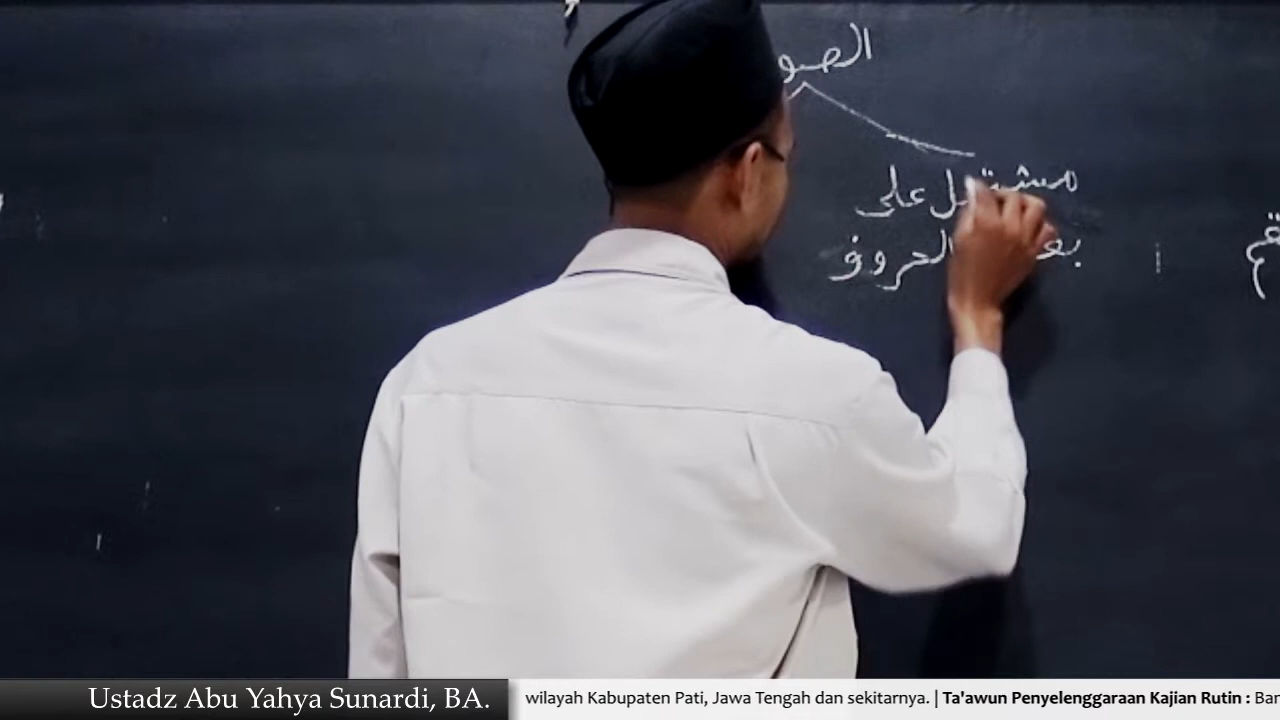 الصو
مشتمل على
الحروف
Ustadz Abu Yahya Sunardi, BA.
wilayah Kabupaten Pati, Jawa Tengah dan sekitarnya. | Ta'awun Penyelenggaraan Kajian Rutin : Ban